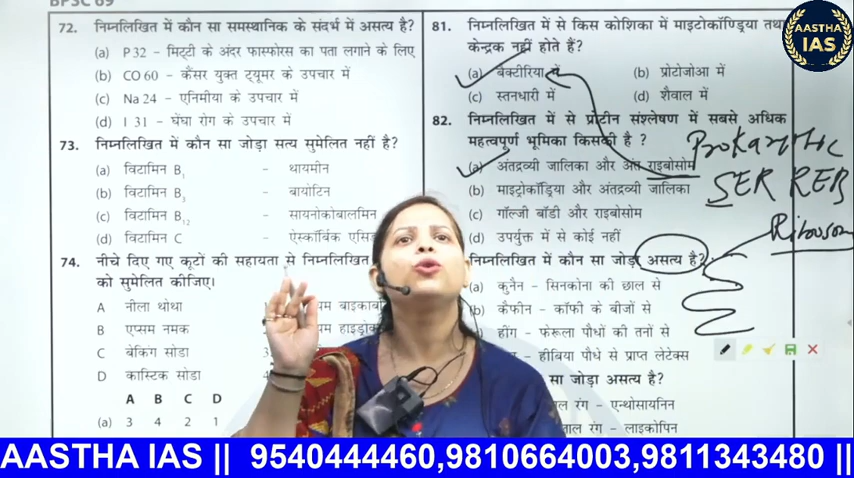 BPSC 69
72. निम्नलिखित में कौन सा समस्थानिक के संदर्भ में असत्य है?
(a) P 32 – मिट्टी के अंदर फास्फोरस का पता लगाने के लिए
(b) CO 60 – कैंसर युक्त ट्यूमर के उपचार में
(c) Na 24 – एनिमीया के उपचार में
(d) I 31 – घेंघा रोग के उपचार में
73. निम्नलिखित में कौन सा जोड़ा सत्य सुमेलित नहीं है?
(a) विटामिन B1 - थायमीन
(b) विटामिन B3 - बायोटिन
(c) विटामिन B12 - सायनोकोबालमिन
(d) विटामिन C - ऐस्कॉर्बिक एसिड
74. नीचे दिए गए कूटों की सहायता से निम्नलिखित
को सुमेलित कीजिए।
A नीला थोथा
B एप्सम नमक
C बेकिंग सोडा
D कास्टिक सोडा
A B C D
(a) 3 4 2 1
81. निम्नलिखित में से किस कोशिका में माइटोकॉण्ड्रिया तथा
केन्द्रक नहीं होते हैं?
(a) बैक्टीरिया में (b) प्रोटोजोआ में
(c) स्तनधारी में (d) शैवाल में
82. निम्नलिखित में से प्रोटीन संश्लेषण में सबसे अधिक
महत्वपूर्ण भूमिका किसकी है ?
(a) अंतद्रव्यी जालिका और अंत राइबोसोम
(b) माइट्रोकॉड्रिया और अंतद्रव्यी जालिका
(c) गॉल्जी बॉडी और राइबोसोम
(d) उपर्युक्त में से कोई नहीं
निम्नलिखित में कौन सा जोड़ा असत्य है?
(a) कुनैन – सिनकोना की छाल से
(b) कैफीन – कॉफी के बीजों से
हींग – फेरूला पौधों की तनों से
– हीबिया पौधे से प्राप्त लेटेक्स
सा जोड़ा असत्य है?
ल रंग – एन्थोसायनिन
लाल रंग – लाइकोपिन
Prokaryotic
SER RER
Ribosom
AASTHA
IAS
AASTHA IAS || 9540444460,9810664003,9811343480 ||